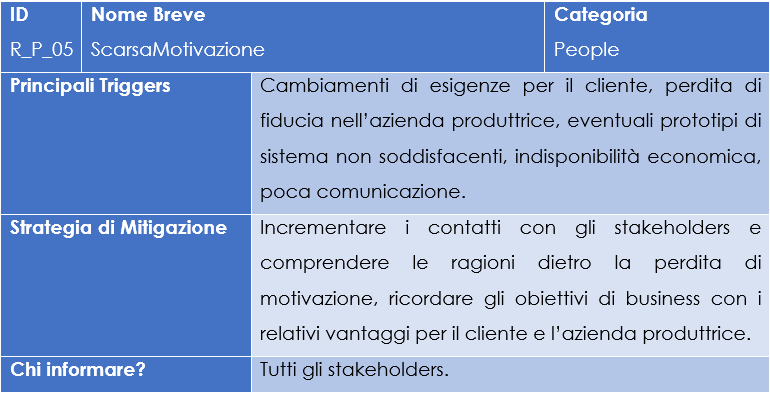 ID Nome Breve Categoria
R_P_05 ScarsaMotivazione People
Principali Triggers Cambiamenti di esigenze per il cliente, perdita di
fiducia nell'azienda produttrice, eventuali prototipi di
sistema non soddisfacenti, indisponibilità economica,
poca comunicazione.
Strategia di Mitigazione Incrementare i contatti con gli stakeholders e
comprendere le ragioni dietro la perdita di
motivazione, ricordare gli obiettivi di business con i
relativi vantaggi per il cliente e l'azienda produttrice.
Chi informare? Tutti gli stakeholders.